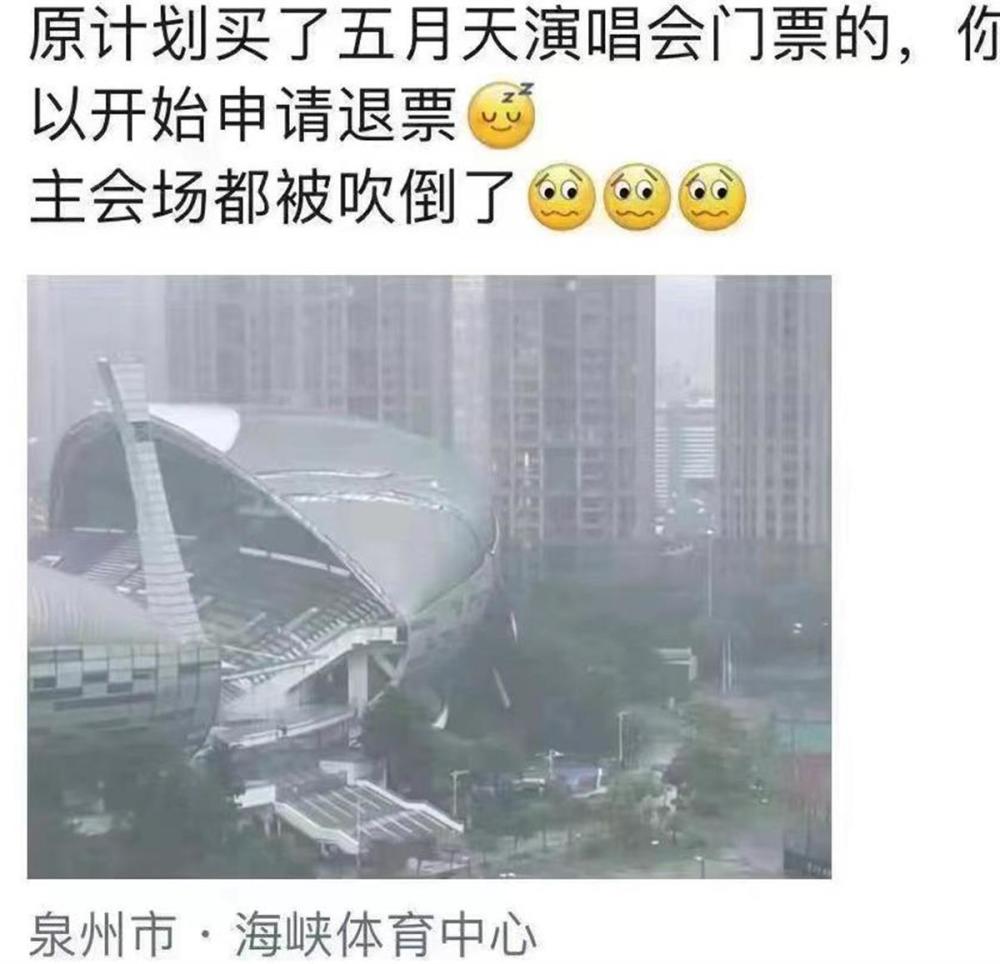 原计划买了五月天演唱会门票的，你
以开始申请退票😴
主会场都被吹倒了🥴🥴🥴
泉州市·海峡体育中心